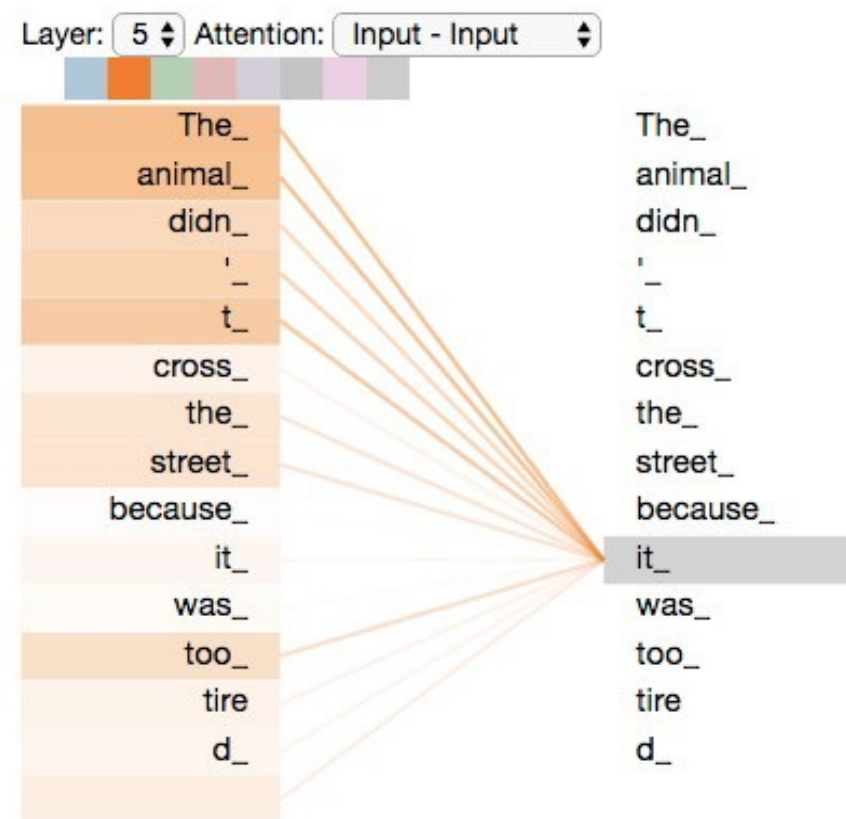 Layer: 5 Attention: Input - Input
The_ The_
animal_ animal_
didn_ didn_
'_ '_
t_ t_
cross_ cross_
the_ the_
street_ street_
because_ because_
it_ it_
was_ was_
too_ too_
tire tire
d_ d_